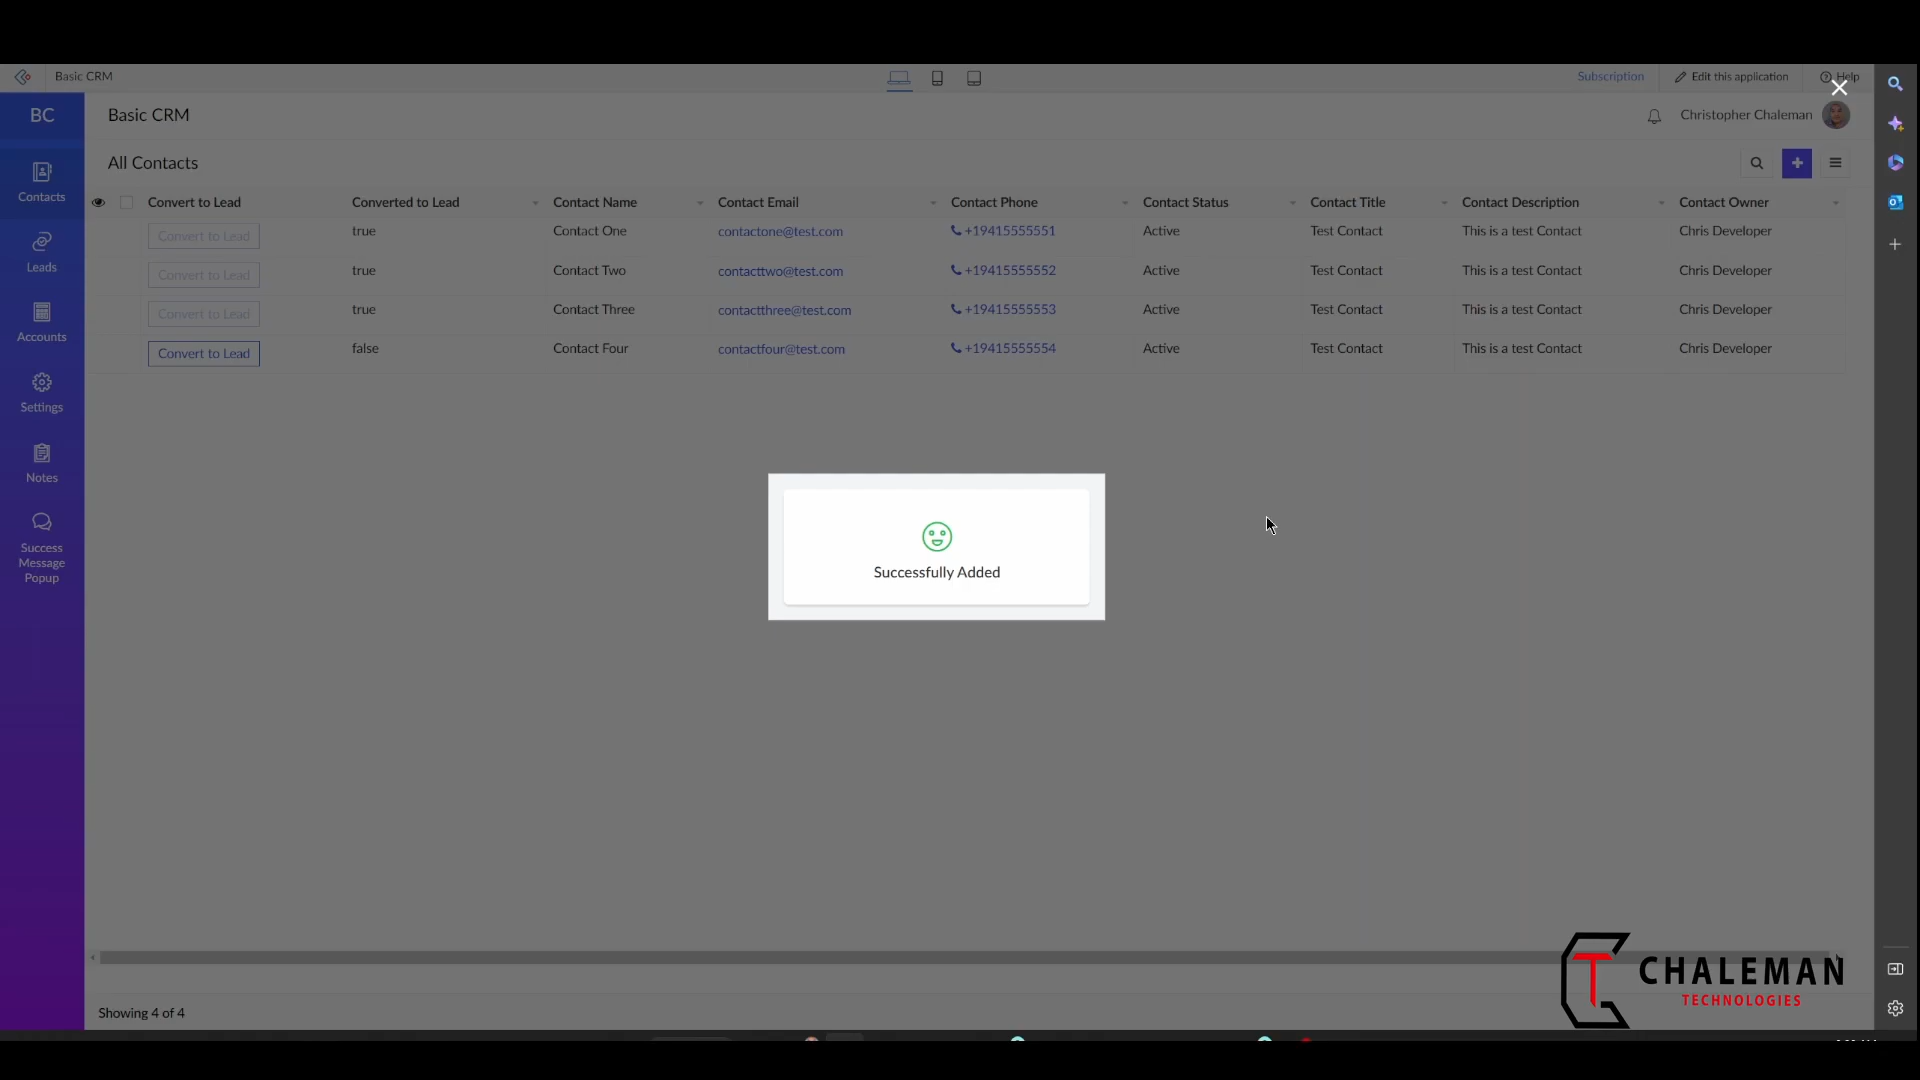 Basic CRM
Subscription
Edit this application
Help
BC
Basic CRM
Christopher Chaleman
All Contacts
Contacts
Leads
Accounts
Settings
Notes
Success
Message
Popup
Convert to Lead Converted to Lead Contact Name Contact Email Contact Phone Contact Status Contact Title Contact Description Contact Owner
Convert to Lead true Contact One contactone@test.com +19415555551 Active Test Contact This is a test Contact Chris Developer
Convert to Lead true Contact Two contacttwo@test.com +19415555552 Active Test Contact This is a test Contact Chris Developer
Convert to Lead true Contact Three contactthree@test.com +19415555553 Active Test Contact This is a test Contact Chris Developer
Convert to Lead false Contact Four contactfour@test.com +19415555554 Active Test Contact This is a test Contact Chris Developer
Successfully Added
CHALEMAN
TECHNOLOGIES
Showing 4 of 4